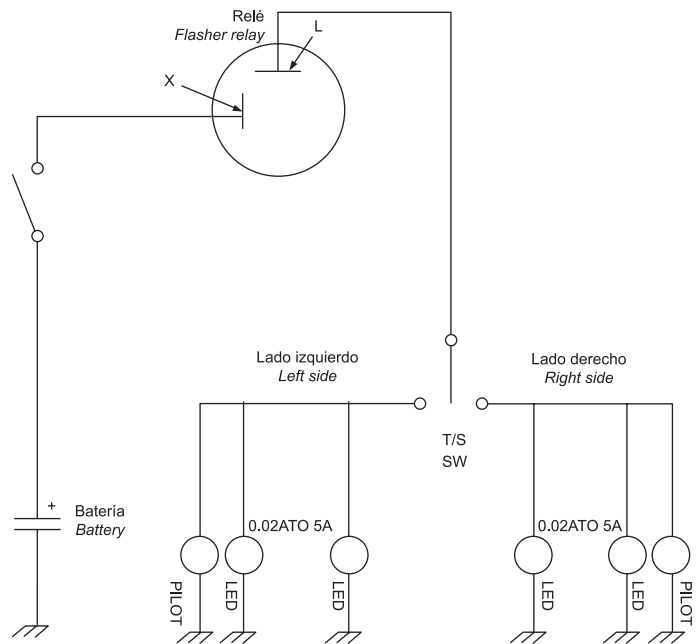 Relé
Flasher relay
L
X
Lado izquierdo
Left side
Lado derecho
Right side
T/S
SW
+
Batería
Battery
0.02ATO 5A
0.02ATO 5A
PILOT
LED
LED
LED
LED
PILOT